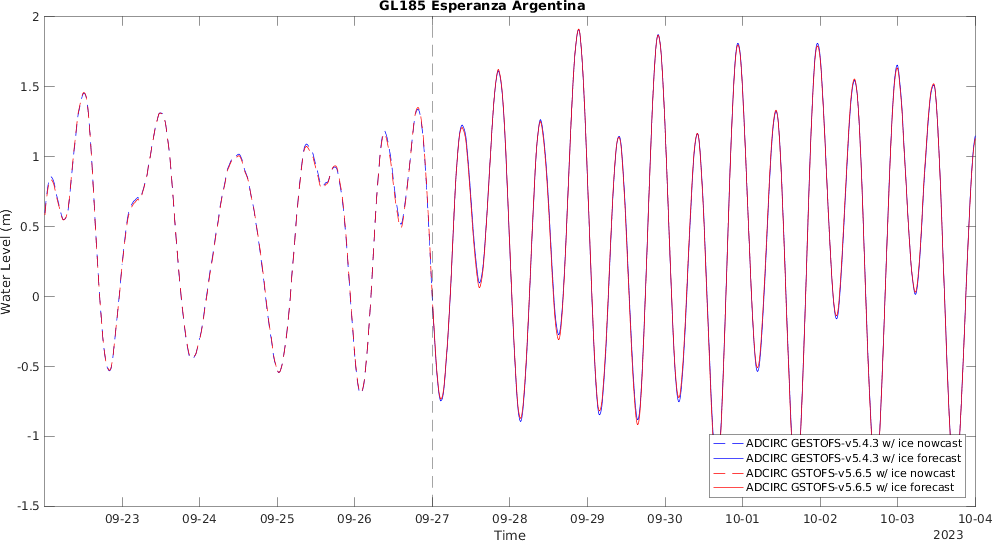 GL185 Esperanza Argentina
2
1.5
1
0.5
0
-0.5
-1
-1.5
Water Level (m)
ADCIRC GESTOFS-v5.4.3 w/ ice nowcast
ADCIRC GESTOFS-v5.4.3 w/ ice forecast
ADCIRC GSTOFS-v5.6.5 w/ ice nowcast
ADCIRC GSTOFS-v5.6.5 w/ ice forecast
09-23 09-24 09-25 09-26 09-27 09-28 09-29 09-30 10-01 10-02 10-03 10-04
Time
2023